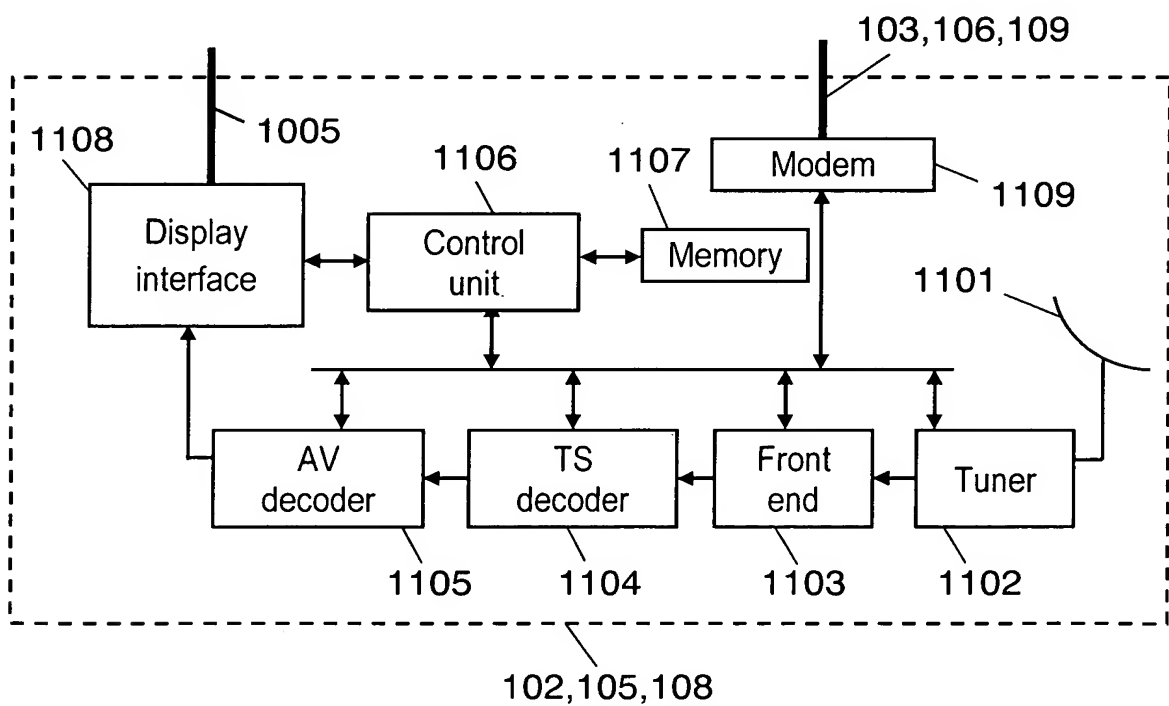 103,106,109
1005
1108
1106
1107
Modem
1109
Display
interface
Control
unit
Memory
1101
AV
decoder
TS
decoder
Front
end
Tuner
1105
1104
1103
1102
102,105,108